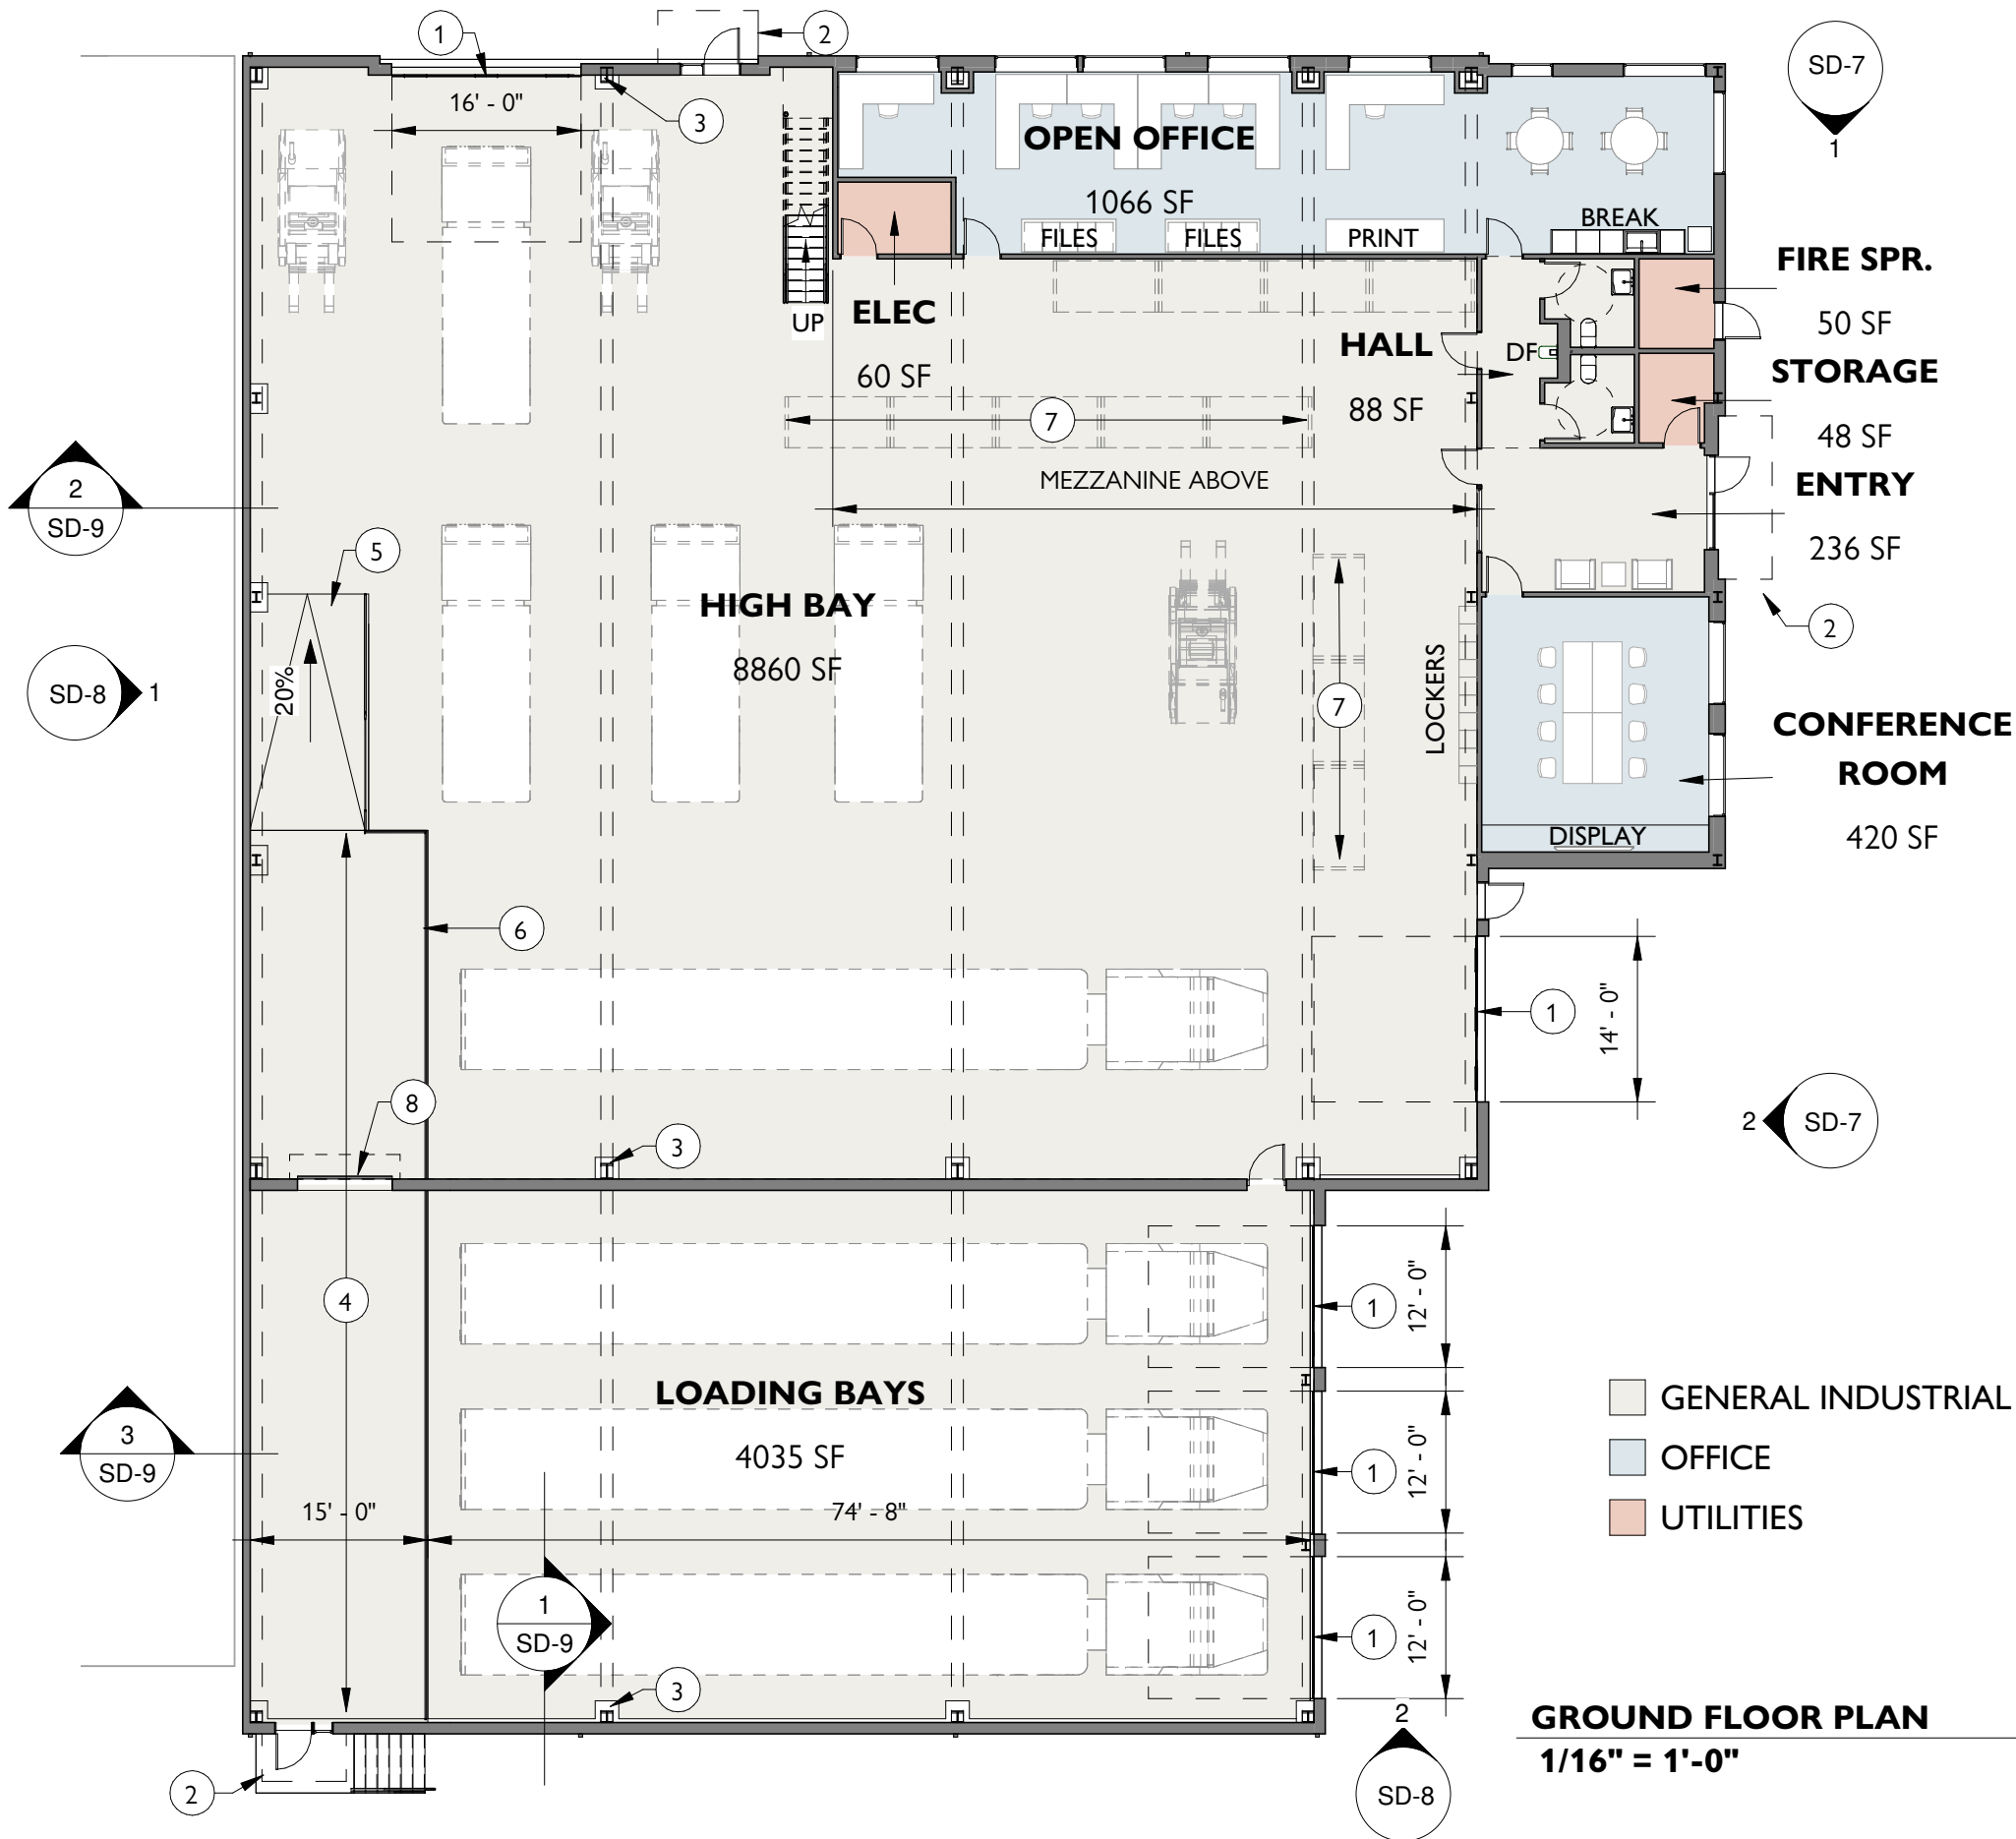 1
2
SD-7
1
16' - 0"
3
OPEN OFFICE
1066 SF
BREAK
FILES
FILES
PRINT
FIRE SPR.
50 SF
UP
ELEC
60 SF
HALL
88 SF
DF
STORAGE
48 SF
7
MEZZANINE ABOVE
ENTRY
236 SF
2
SD-9
5
2
HIGH BAY
8860 SF
20%
SD-8
1
7
LOCKERS
CONFERENCE
ROOM
420 SF
DISPLAY
6
1
14' - 0"
8
3
2
SD-7
4
1
12' - 0"
LOADING BAYS
4035 SF
GENERAL INDUSTRIAL
OFFICE
UTILITIES
3
SD-9
1
12' - 0"
15' - 0"
74' - 8"
1
SD-9
1
12' - 0"
3
2
SD-8
GROUND FLOOR PLAN
1/16" = 1'-0"
2